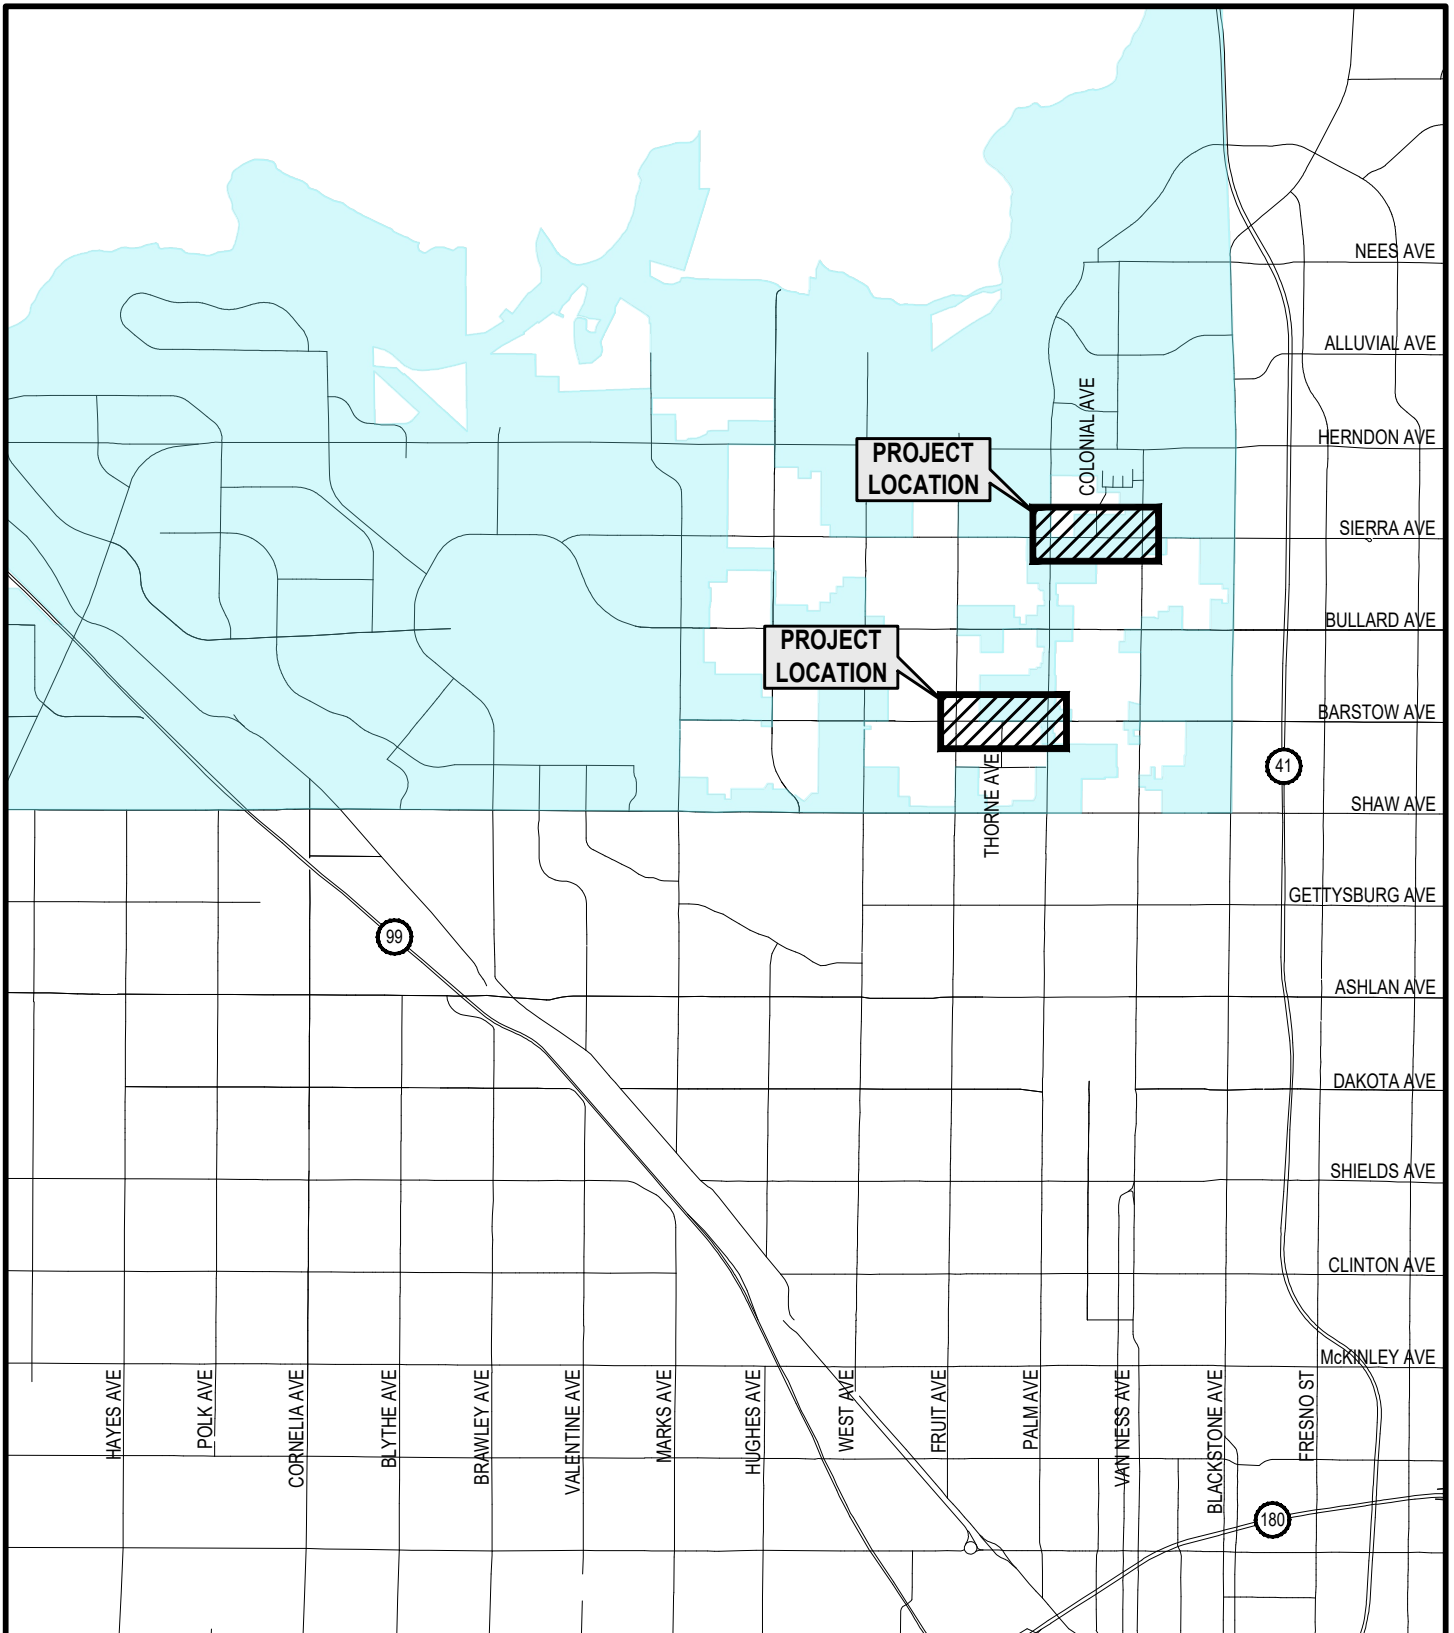 NEES AVE
ALLUVIAL AVE
COLONIAL AVE
HERNDON AVE
PROJECT
LOCATION
SIERRA AVE
BULLARD AVE
PROJECT
LOCATION
BARSTOW AVE
41
THORNE AVE
SHAW AVE
GETTYSBURG AVE
99
ASHLAN AVE
DAKOTA AVE
SHIELDS AVE
CLINTON AVE
McKINLEY AVE
HAYES AVE
POLK AVE
CORNELIA AVE
BLYTHE AVE
BRAWLEY AVE
VALENTINE AVE
MARKS AVE
HUGHES AVE
WEST AVE
FRUIT AVE
PALM AVE
VAN NESS AVE
BLACKSTONE AVE
FRESNO ST
180